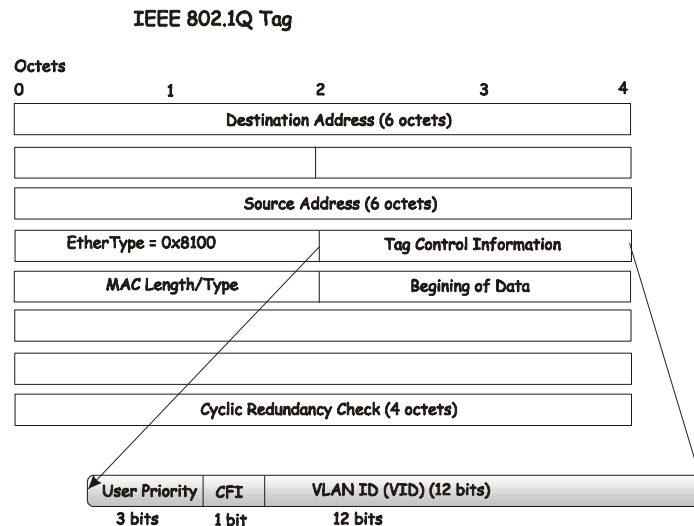 IEEE 802.1Q Tag
Octets
0 1 2 3 4
Destination Address (6 octets)
Source Address (6 octets)
EtherType = 0x8100 Tag Control Information
MAC Length/Type Begining of Data
Cyclic Redundancy Check (4 octets)
User Priority CFI VLAN ID (VID) (12 bits)
3 bits 1 bit 12 bits